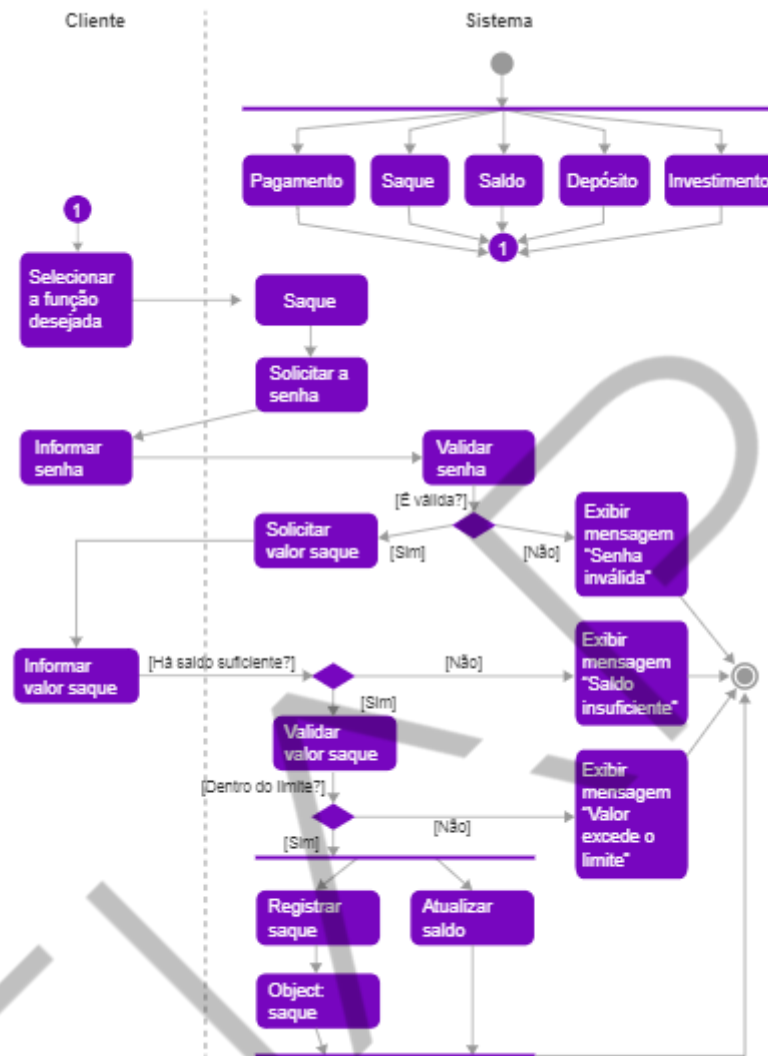 Cliente
Sistema
Pagamento
Saque
Saldo
Depósito
Investimento
1
1
Selecionar
a função
desejada
Saque
Solicitar a
senha
Informar
senha
Validar
senha
[É válida?]
Solicitar
valor saque
[Sim]
[Não]
Exibir
mensagem
"Senha
inválida"
Informar
valor saque
[Há saldo suficiente?]
[Não]
Exibir
mensagem
"Saldo
insuficiente"
[Sim]
Validar
valor saque
[Dentro do limite?]
[Não]
Exibir
mensagem
"Valor
excede o
limite"
[Sim]
Registrar
saque
Atualizar
saldo
Object:
saque